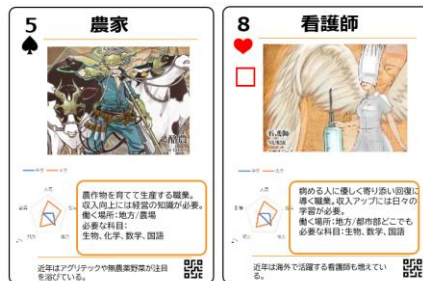 5
農家
酪農
農作物を育てて生産する職業。
収入向上には経営の知識が必要。
働く場所:地方/農場
必要な科目:
生物、化学、数学、国語
近年はアグリテックや無農薬野菜が注目
を浴びている。
8
看護師
看護師
NURSE
病める人に優しく寄り添い回復に
導く職業。収入アップには日々の
学習が必要。
働く場所:地方/都市部どこでも
必要な科目:生物、数学、国語
近年は海外で活躍する看護師も増えてい
る。